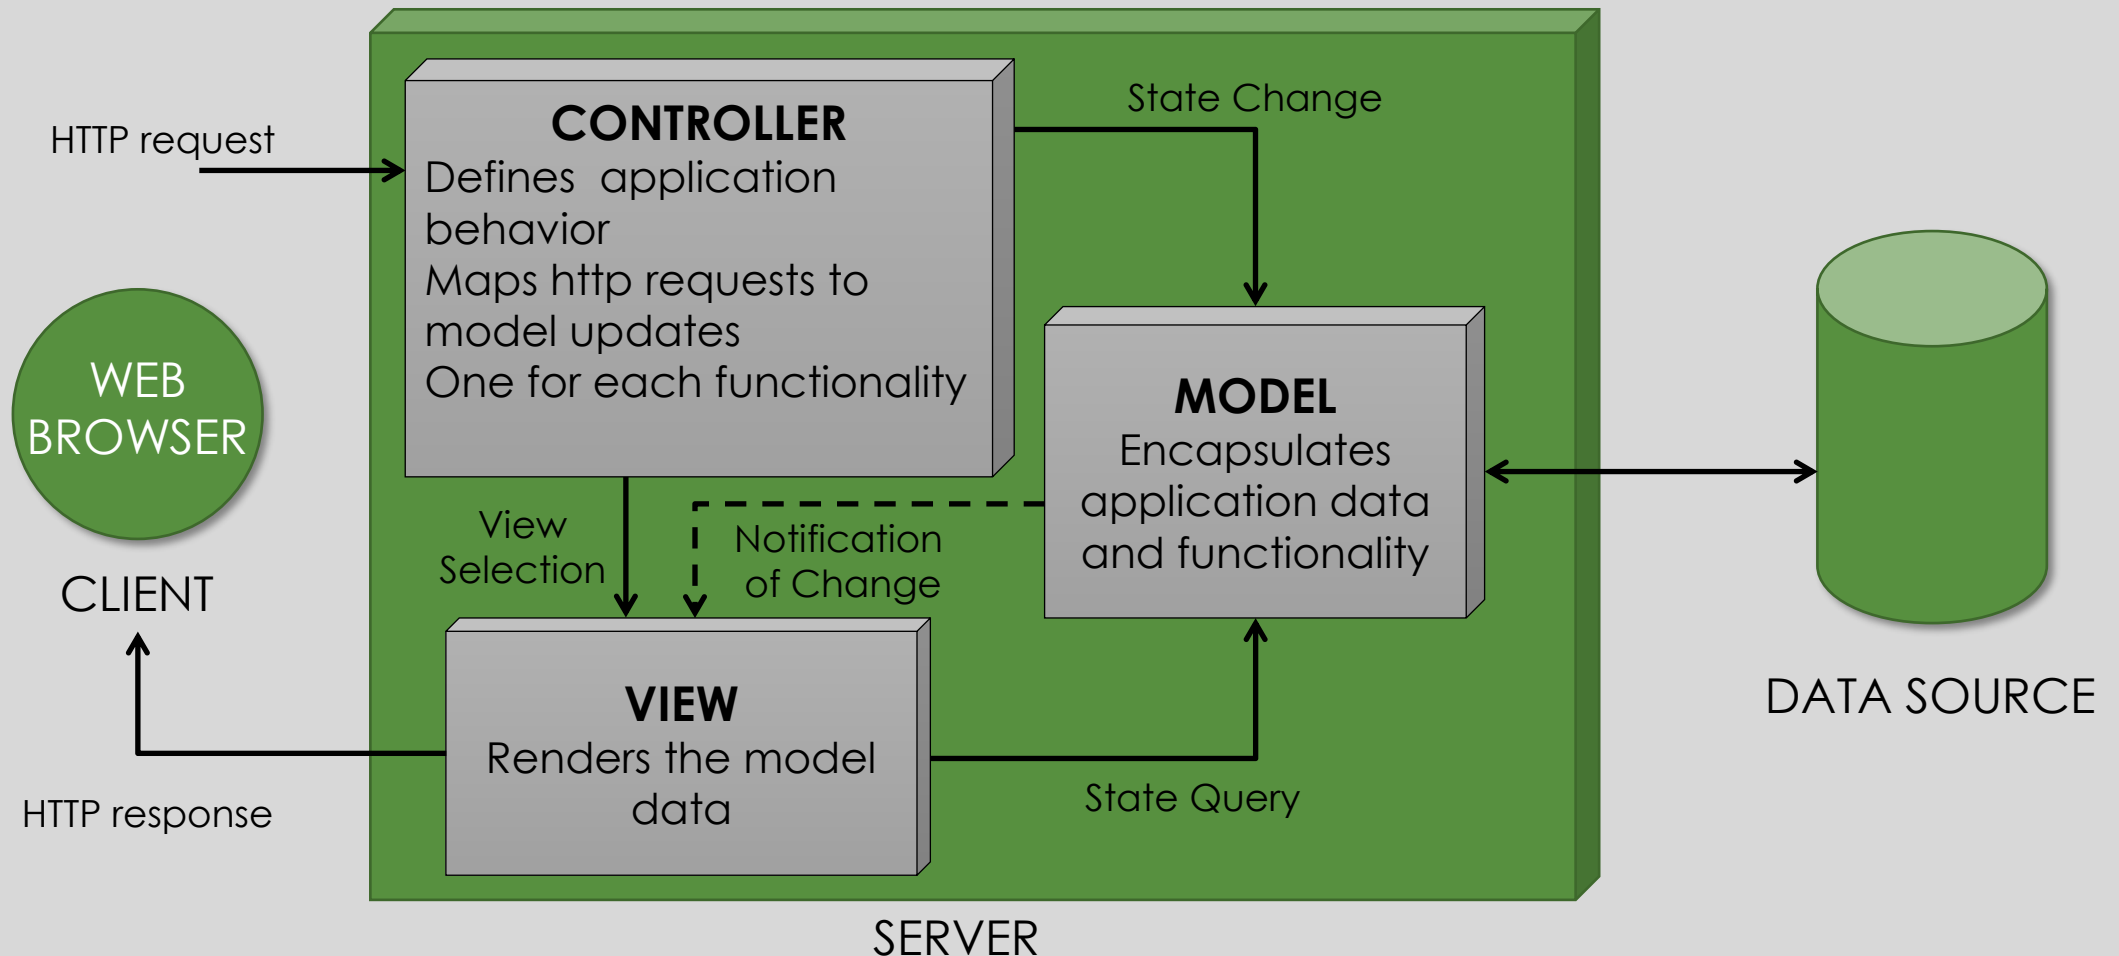 HTTP request
WEB
BROWSER
CLIENT
HTTP response
CONTROLLER
Defines  application
behavior
Maps http requests to
model updates
One for each functionality
State Change
View
Selection
Notification
of Change
MODEL
Encapsulates
application data
and functionality
VIEW
Renders the model
data
State Query
SERVER
DATA SOURCE